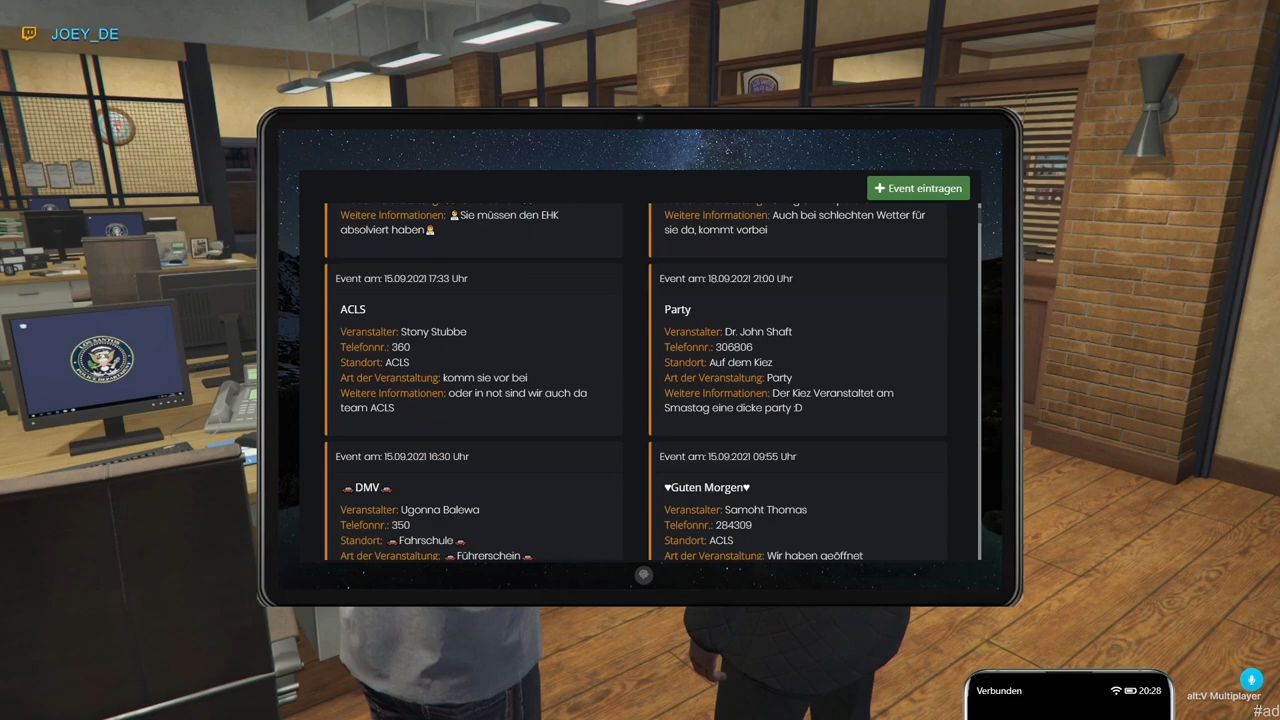 JOEY_DE
+ Event eintragen
Weitere Informationen: 👨‍⚕️Sie müssen den EHK
absolviert haben👨‍⚕️
Weitere Informationen: Auch bei schlechten Wetter für
sie da, kommt vorbei
Event am: 15.09.2021 17:33 Uhr
ACLS
Veranstalter: Stony Stubbe
Telefonnr.: 360
Standort: ACLS
Art der Veranstaltung: komm sie vor bei
Weitere Informationen: oder in not sind wir auch da
team ACLS
Event am: 18.09.2021 21:00 Uhr
Party
Veranstalter: Dr. John Shaft
Telefonnr.: 306806
Standort: Auf dem Kiez
Art der Veranstaltung: Party
Weitere Informationen: Der Kiez Veranstaltet am
Smastag eine dicke party :D
Event am: 15.09.2021 16:30 Uhr
🚗DMV🚗
Veranstalter: Ugonna Balewa
Telefonnr.: 350
Standort: 🚗Fahrschule🚗
Art der Veranstaltung: 🚗Führerschein🚗
Event am: 15.09.2021 09:55 Uhr
♥Guten Morgen♥
Veranstalter: Samoht Thomas
Telefonnr.: 284309
Standort: ACLS
Art der Veranstaltung: Wir haben geöffnet
LOS SANTOS
POLICE DEPARTMENT
Verbunden
20:28
alt:V Multiplayer
#ad